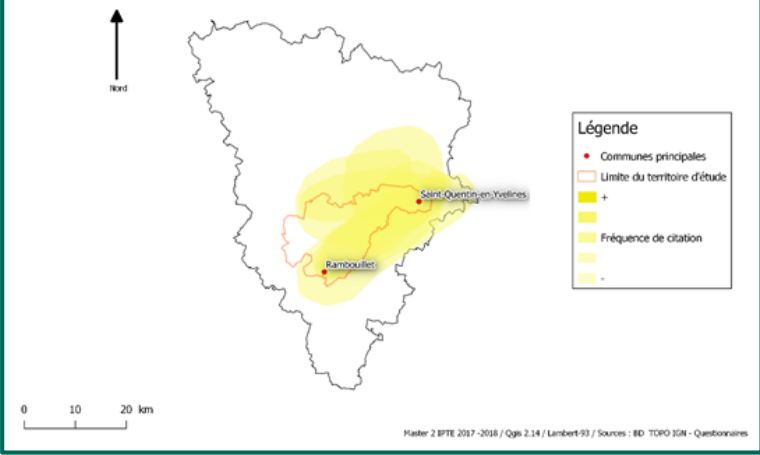 Nord
Légende
Communes principales
Limite du territoire d'étude
+
Fréquence de citation
-
Saint-Quentin-en-Yvelines
Rambouillet
0 10 20 km
Master 2 IPTE 2017 -2018 / Qgis 2.14 / Lambert-93 / Sources : BD TOPO IGN - Questionnaires